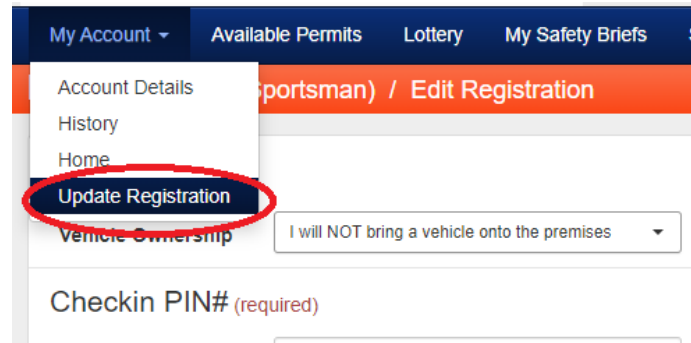 My Account Available Permits Lottery My Safety Briefs
Account Details
portsman) / Edit Registration
History
Home
Update Registration
Vehicle Ownership I will NOT bring a vehicle onto the premises
Checkin PIN# (required)